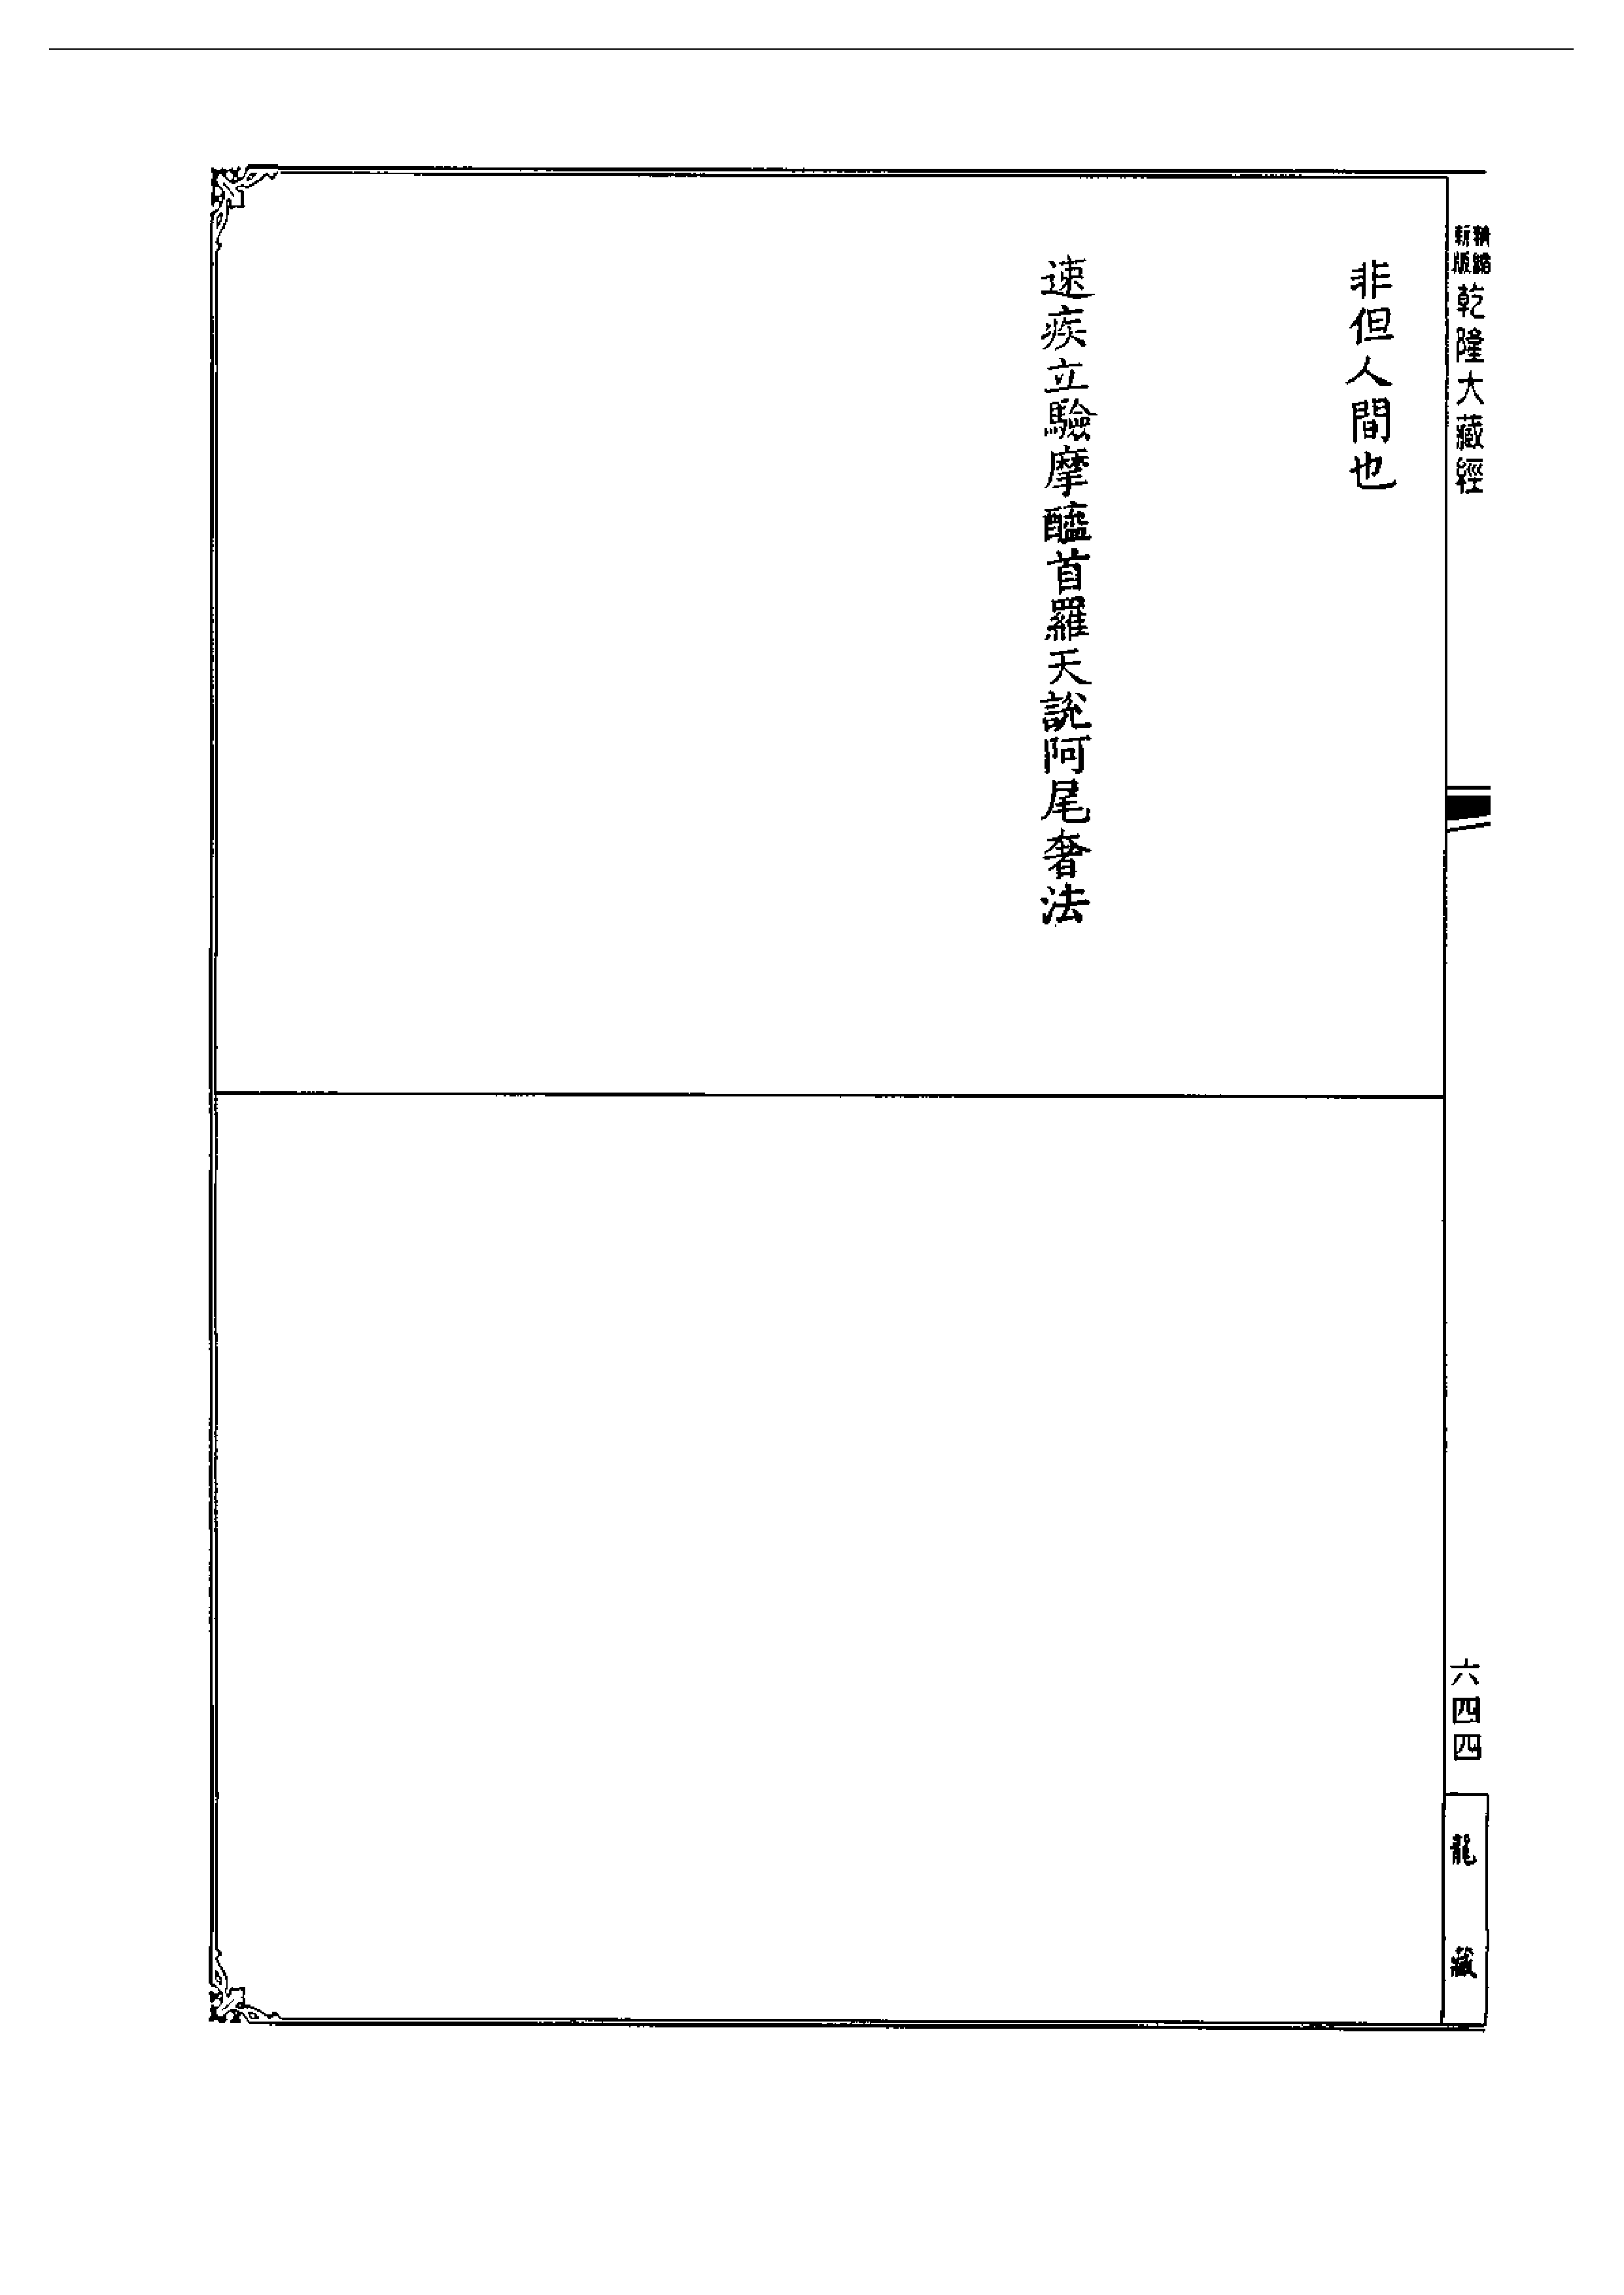 新版
精縮
乾隆大藏經
非但人間也
速疾立驗摩醯首羅天說阿尾奢法
六四四
龍藏